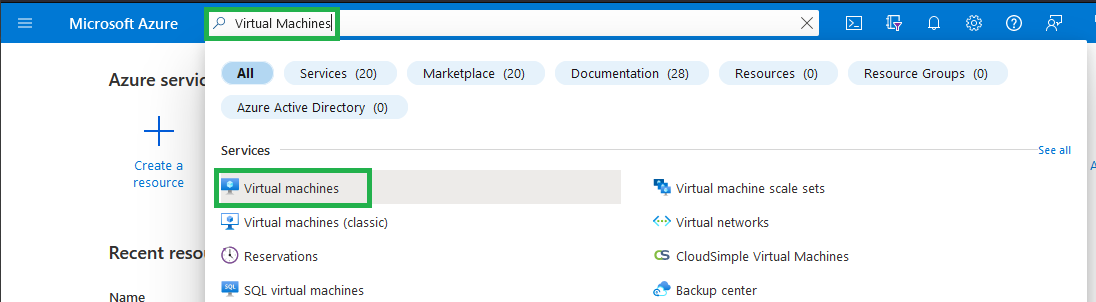 Microsoft Azure
Virtual Machines
All
Services (20)
Marketplace (20)
Documentation (28)
Resources (0)
Resource Groups (0)
Azure Active Directory (0)
Azure servic
Create a
resource
Recent resou
Name
Services
See all
Virtual machines
Virtual machines (classic)
Reservations
SQL virtual machines
Virtual machine scale sets
Virtual networks
CloudSimple Virtual Machines
Backup center